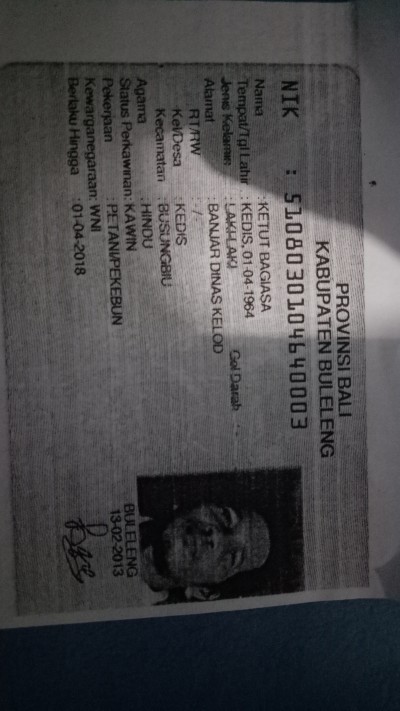 PROVINSI BALI
KABUPATEN BULELENG
NIK : 5108030104640003
Nama : KETUT BAGIASA
Tempat/Tgl Lahir : KEDIS, 01-04-1964
Jenis Kelamin : LAKI-LAKI Gol Darah : -
Alamat : BANJAR DINAS KELOD
RT/RW : - / -
Kel/Desa : KEDIS
Kecamatan : BUSUNGBIU
Agama : HINDU
Status Perkawinan: KAWIN
Pekerjaan : PETANI/PEKEBUN
Kewarganegaraan: WNI
Berlaku Hingga : 01-04-2018
BULELENG
13-02-2013